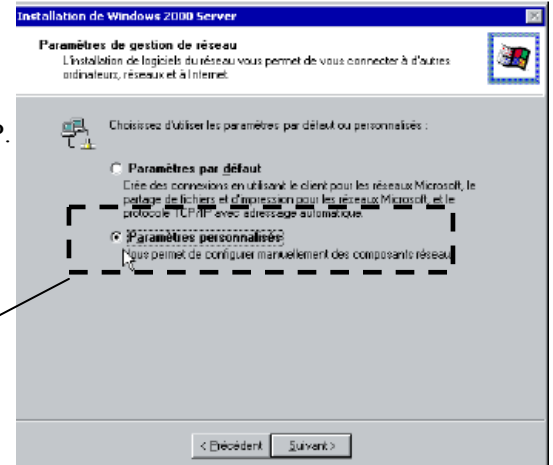 Installation de Windows 2000 Server
Paramètres de gestion de réseau
L'installation de logiciels du réseau vous permet de vous connecter à d'autres
ordinateurs, réseaux et à Internet.
P.
Choisissez d'utiliser les paramètres par défaut ou personnalisés :
Paramètres par défaut
Crée des connexions en utilisant le client pour les réseaux Microsoft, le
partage de fichiers et d'impression pour les réseaux Microsoft, et le
protocole TCP/IP avec adressage automatique.
Paramètres personnalisés
Vous permet de configurer manuellement des composants réseau.
< Précédent
Suivant >